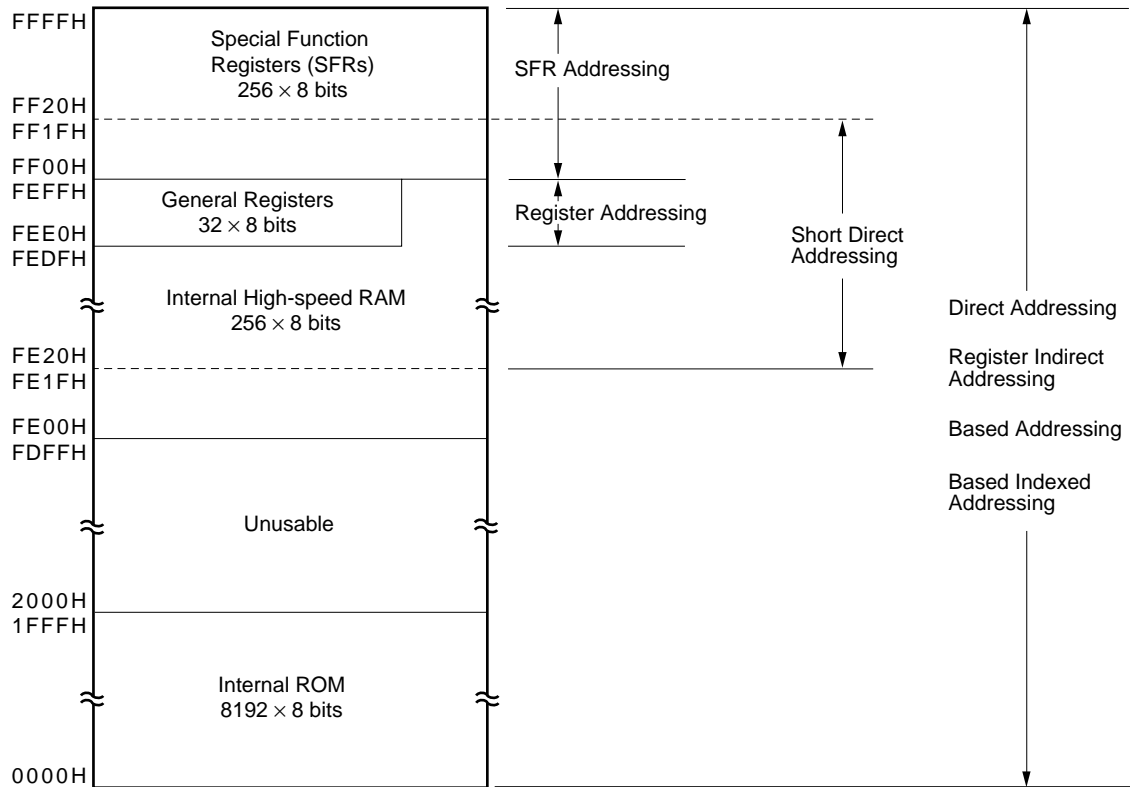 FFFFH
Special Function
Registers (SFRs)
256 × 8 bits
SFR Addressing
FF20H
FF1FH
FF00H
FEFFH
General Registers
32 × 8 bits
Register Addressing
FEE0H
FEDFH
Short Direct
Addressing
Internal High-speed RAM
256 × 8 bits
Direct Addressing
FE20H
FE1FH
Register Indirect
Addressing
FE00H
FDFFH
Based Addressing
Based Indexed
Addressing
Unusable
2000H
1FFFH
Internal ROM
8192 × 8 bits
0000H